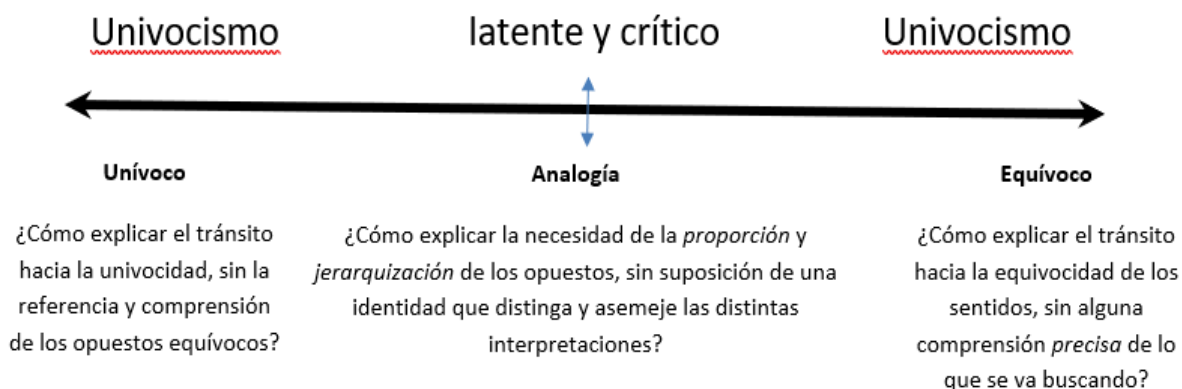 Univocismo
latente y crítico
Univocismo
Unívoco
Analogía
Equívoco
¿Cómo explicar el tránsito
hacia la univocidad, sin la
referencia y comprensión
de los opuestos equívocos?
¿Cómo explicar la necesidad de la proporción y
jerarquización de los opuestos, sin suposición de una
identidad que distinga y asemeje las distintas
interpretaciones?
¿Cómo explicar el tránsito
hacia la equivocidad de los
sentidos, sin alguna
comprensión precisa de lo
que se va buscando?